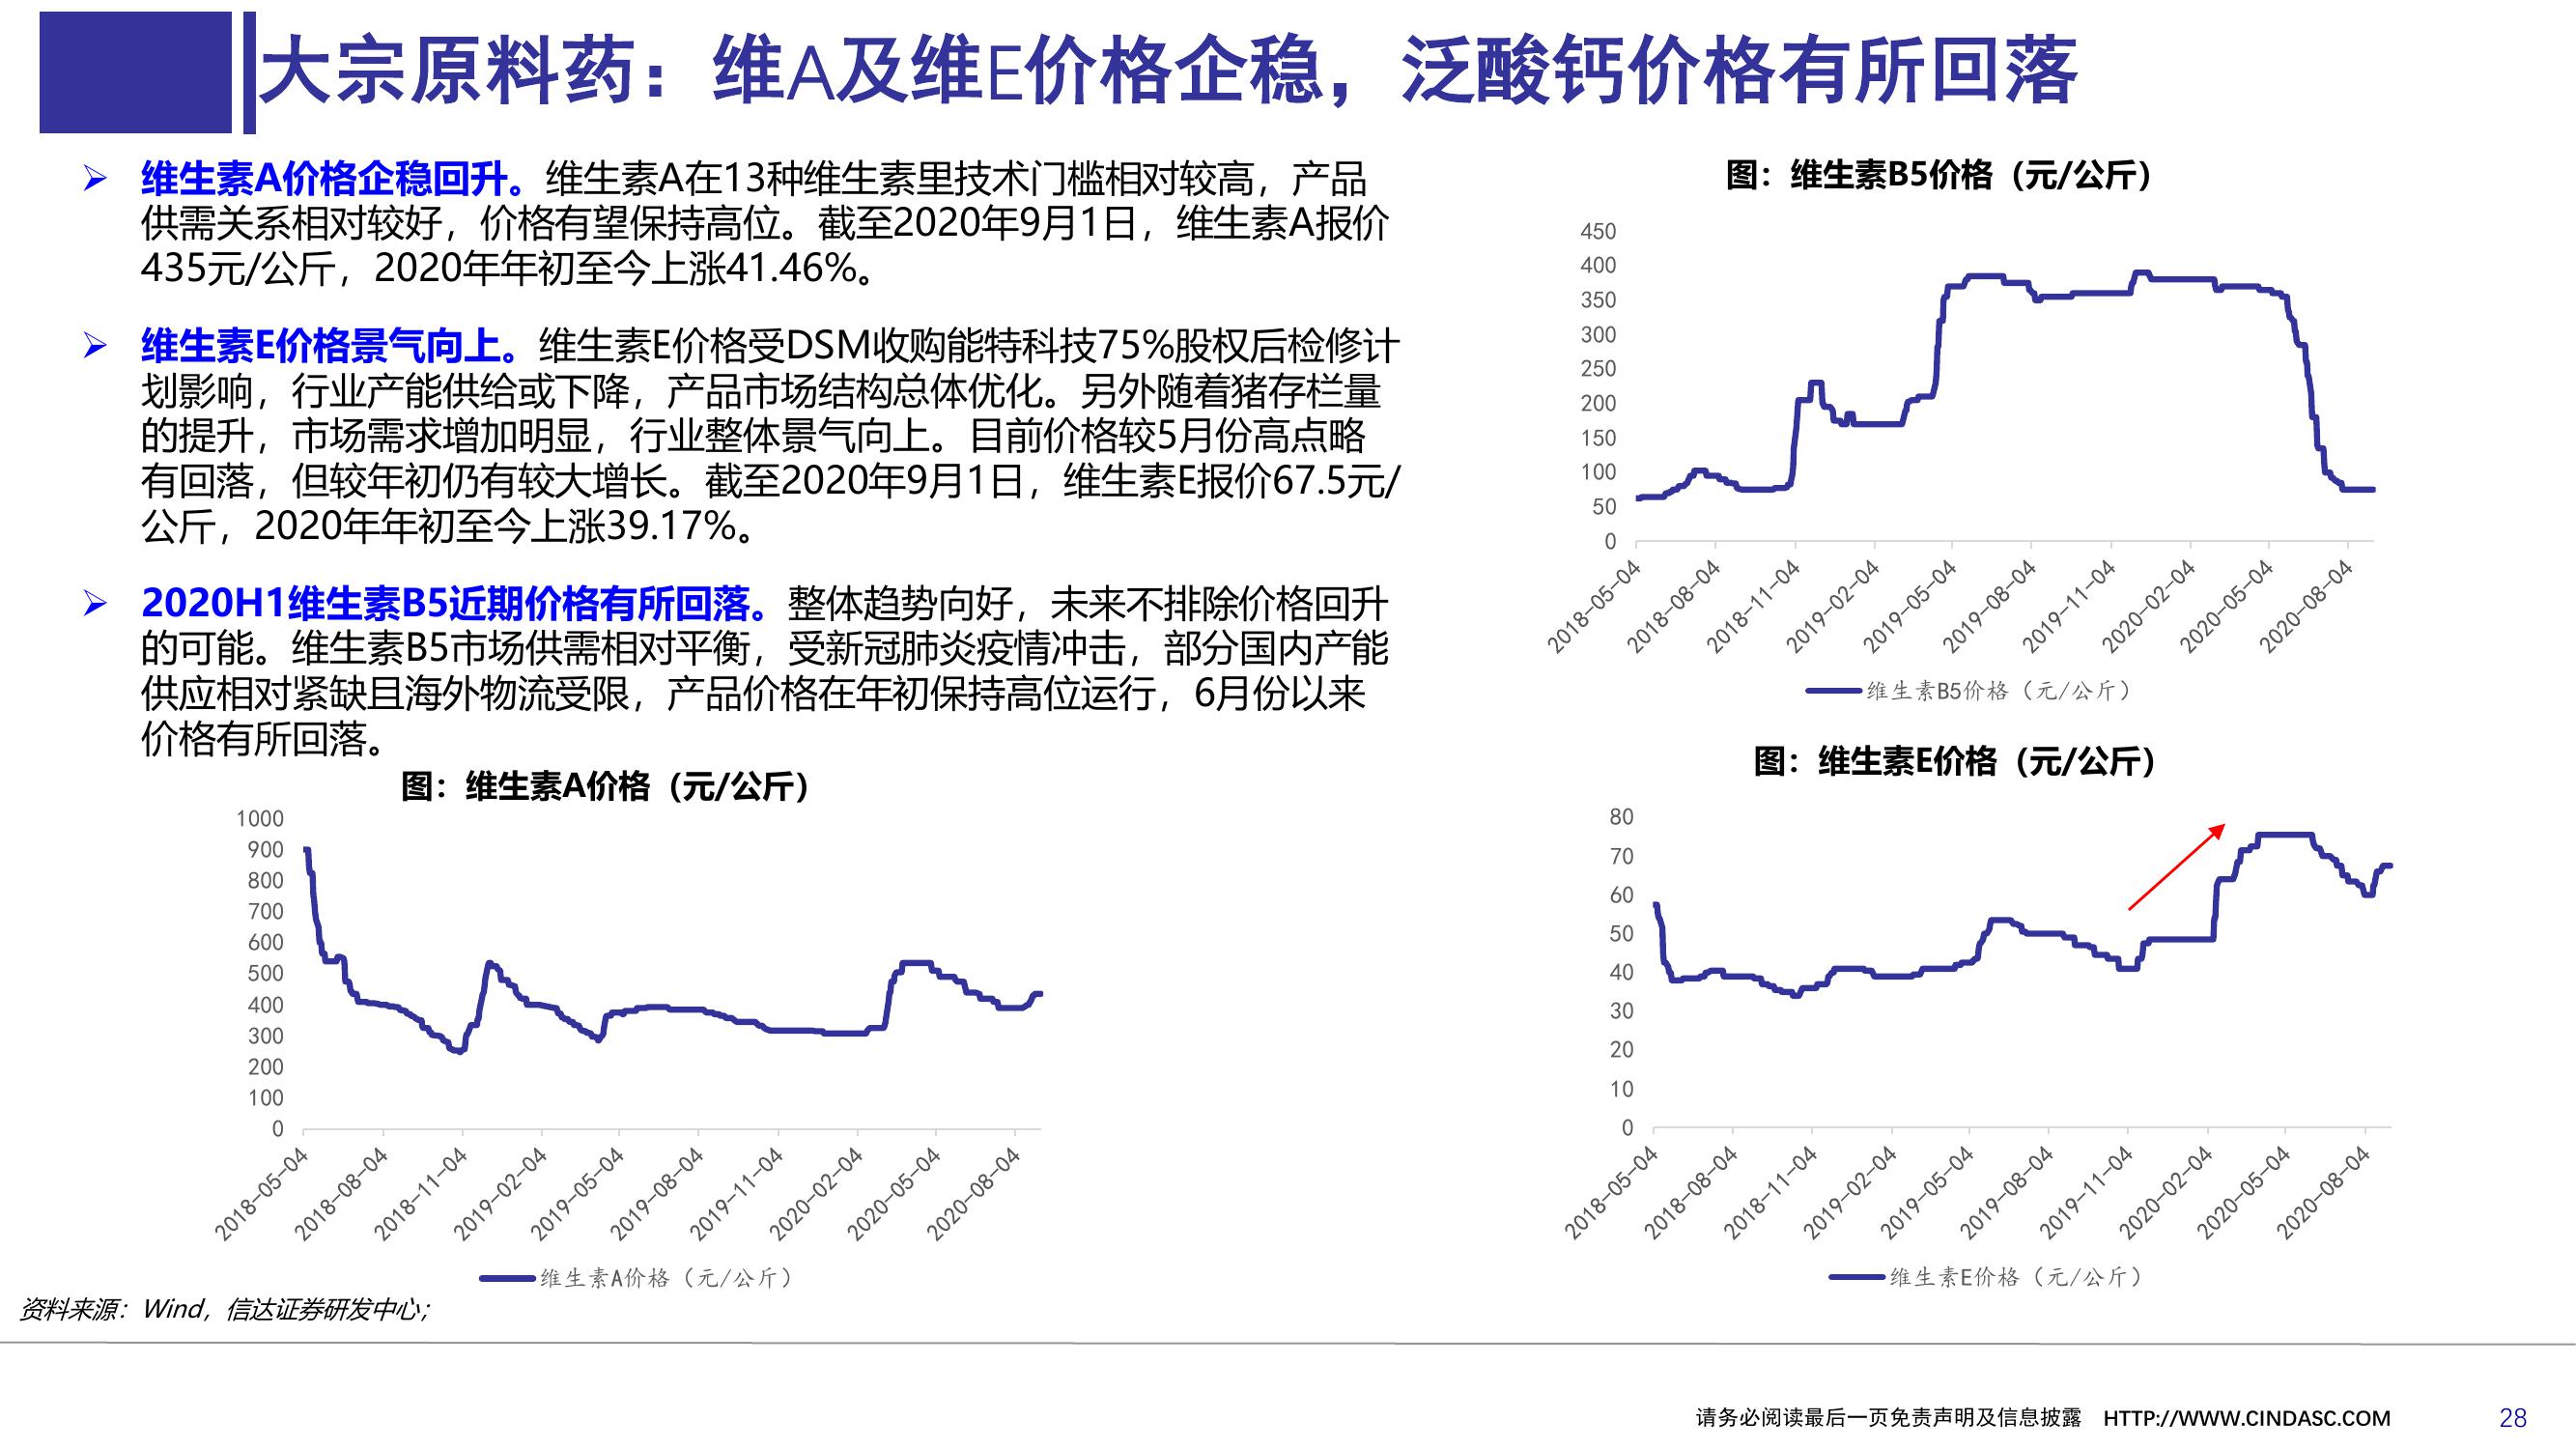 大宗原料药：维A及维E价格企稳，泛酸钙价格有所回落
维生素A价格企稳回升。维生素A在13种维生素里技术门槛相对较高，产品
供需关系相对较好，价格有望保持高位。截至2020年9月1日，维生素A报价
435元/公斤，2020年年初至今上涨41.46%。
维生素E价格景气向上。维生素E价格受DSM收购能特科技75%股权后检修计
划影响，行业产能供给或下降，产品市场结构总体优化。另外随着猪存栏量
的提升，市场需求增加明显，行业整体景气向上。目前价格较5月份高点略
有回落，但较年初仍有较大增长。截至2020年9月1日，维生素E报价67.5元/
公斤，2020年年初至今上涨39.17%。
2020H1维生素B5近期价格有所回落。整体趋势向好，未来不排除价格回升
的可能。维生素B5市场供需相对平衡，受新冠肺炎疫情冲击，部分国内产能
供应相对紧缺且海外物流受限，产品价格在年初保持高位运行，6月份以来
价格有所回落。
图：维生素A价格（元/公斤）
1000
900
800
700
600
500
400
300
200
100
0
2018-05-04
2018-08-04
2018-11-04
2019-02-04
2019-05-04
2019-08-04
2019-11-04
2020-02-04
2020-05-04
2020-08-04
维生素A价格（元/公斤）
图：维生素B5价格（元/公斤）
450
400
350
300
250
200
150
100
50
0
2018-05-04
2018-08-04
2018-11-04
2019-02-04
2019-05-04
2019-08-04
2019-11-04
2020-02-04
2020-05-04
2020-08-04
维生素B5价格（元/公斤）
图：维生素E价格（元/公斤）
80
70
60
50
40
30
20
10
0
2018-05-04
2018-08-04
2018-11-04
2019-02-04
2019-05-04
2019-08-04
2019-11-04
2020-02-04
2020-05-04
2020-08-04
维生素E价格（元/公斤）
资料来源：Wind，信达证券研发中心；
请务必阅读最后一页免责声明及信息披露 HTTP://WWW.CINDASC.COM
28